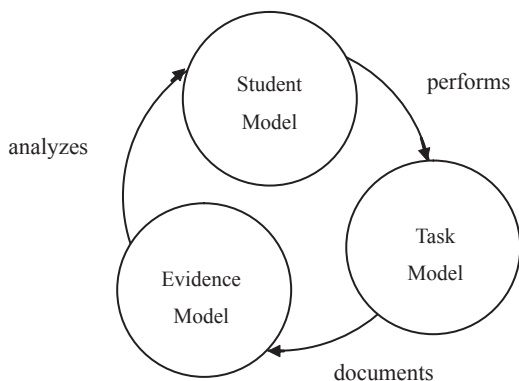 Student
Model
performs
analyzes
Task
Model
Evidence
Model
documents